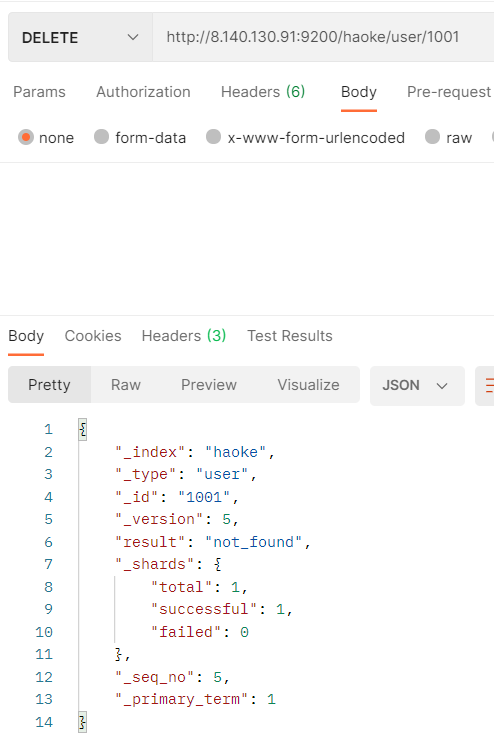 DELETE http://8.140.130.91:9200/haoke/user/1001
Params Authorization Headers (6) Body Pre-request
none form-data x-www-form-urlencoded raw
Body Cookies Headers (3) Test Results
Pretty Raw Preview Visualize JSON
1 {
2 "_index": "haoke",
3 "_type": "user",
4 "_id": "1001",
5 "_version": 5,
6 "result": "not_found",
7 "_shards": {
8 "total": 1,
9 "successful": 1,
10 "failed": 0
11 },
12 "_seq_no": 5,
13 "_primary_term": 1
14 }